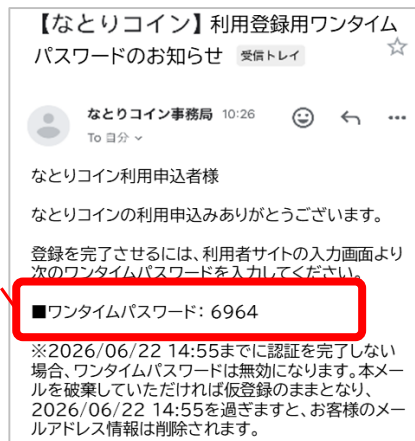 【なとりコイン】利用登録用ワンタイム
パスワードのお知らせ 受信トレイ
なとりコイン事務局 10:26
To 自分
なとりコイン利用申込者様
なとりコインの利用申込みありがとうございます。
登録を完了させるには、利用者サイトの入力画面より
次のワンタイムパスワードを入力してください。
■ワンタイムパスワード: 6964
※2026/06/22 14:55までに認証を完了しない
場合、ワンタイムパスワードは無効になります。本メー
ルを破棄していただければ仮登録のままとなり、
2026/06/22 14:55を過ぎますと、お客様のメー
ルアドレス情報は削除されます。